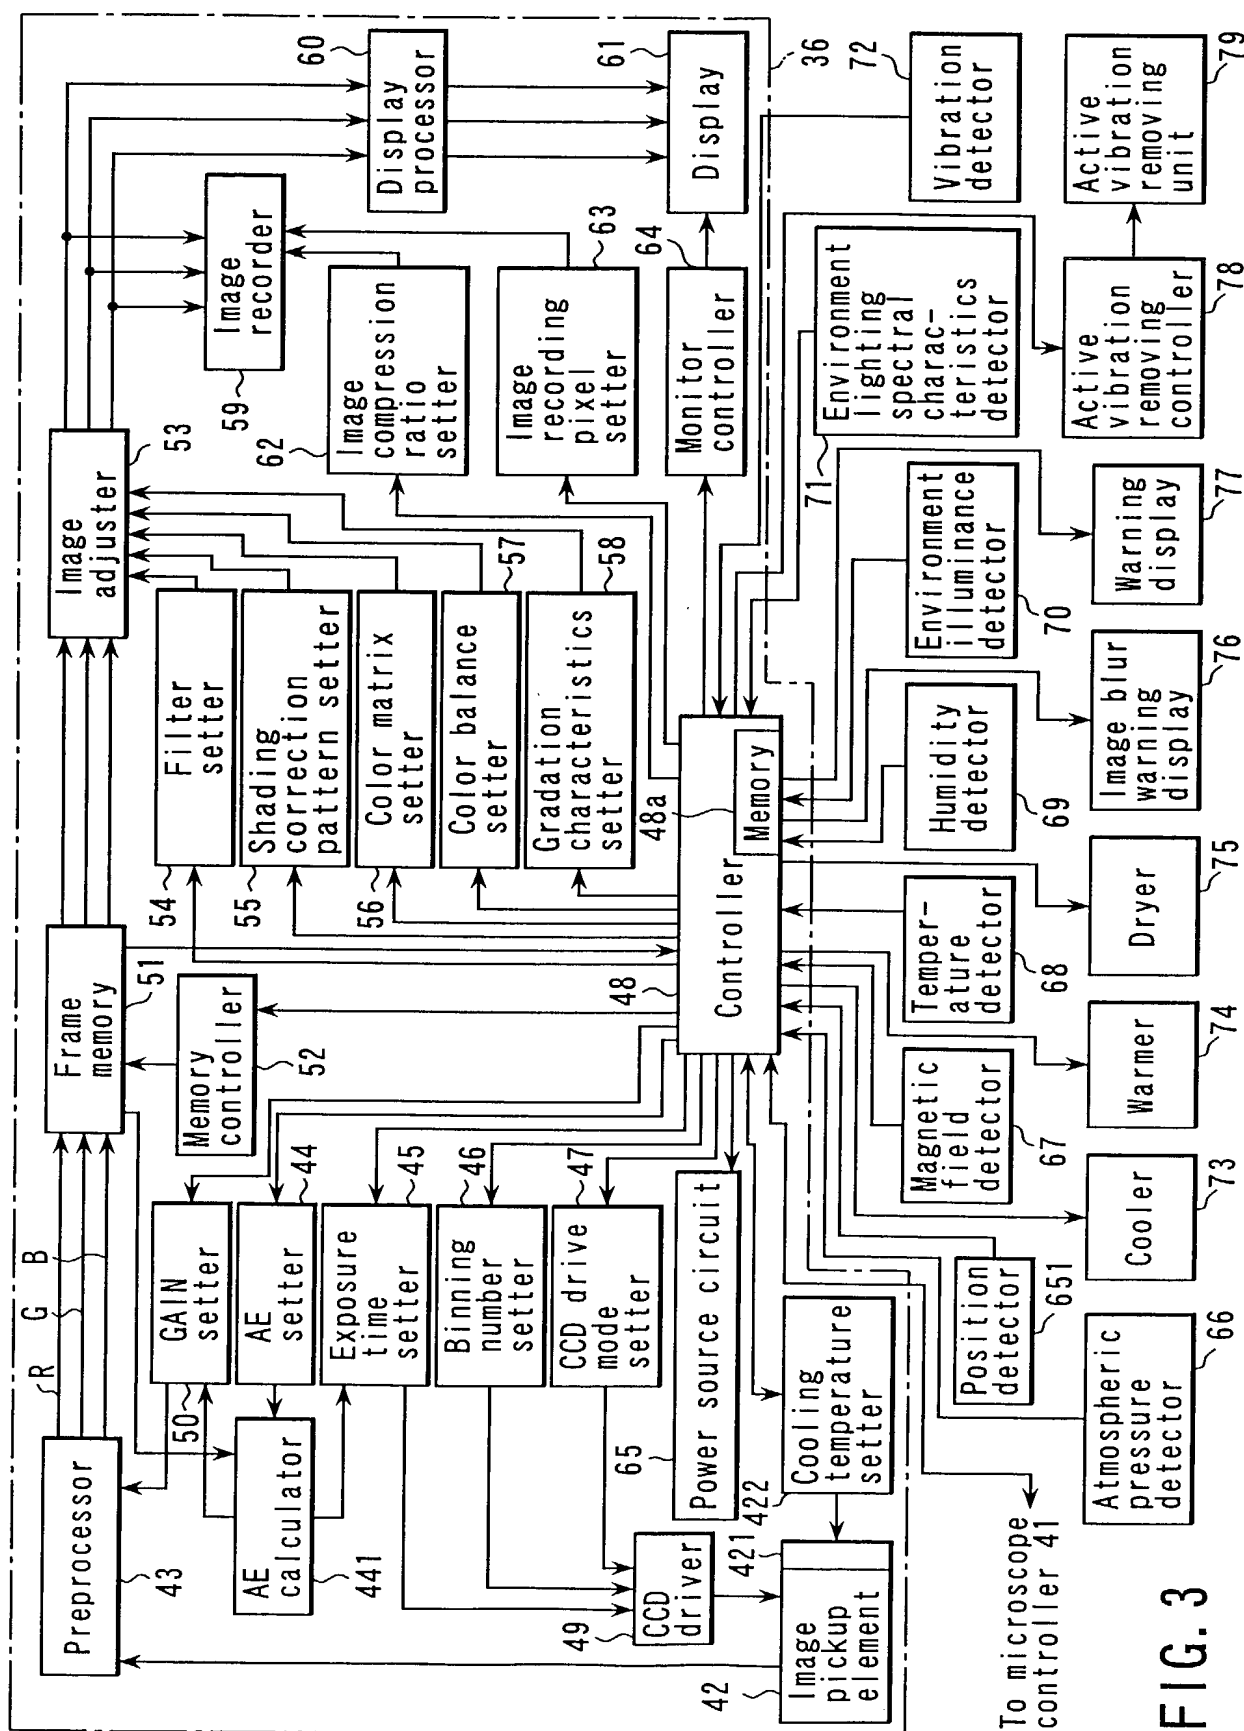 R
G
B
Preprocessor
43
Frame
memory
51
Image
adjuster
53
GAIN
setter
50
AE
setter
44
AE
calculator
441
Exposure
time
setter
45
Binning
number
setter
46
CCD drive
mode
setter
47
CCD
driver
49
Image
pickup
element
42
421
Cooling
temperature
setter
422
Power source circuit
65
Memory
controller
52
Filter
setter
54
Shading
correction
pattern setter
55
Color matrix
setter
56
Color balance
setter
57
Gradation
characteristics
setter
58
Image
recorder
59
Display
processor
60
Display
61
Image
compression
ratio
setter
62
Image
recording
pixel
setter
63
Monitor
controller
64
Controller
48
Memory
48a
36
To microscope
controller 41
Atmospheric
pressure
detector
66
Position
detector
651
Magnetic
field
detector
67
Temper-
ature
detector
68
Humidity
detector
69
Environment
illuminance
detector
70
Environment
lighting
spectral
charac-
teristics
detector
71
Vibration
detector
72
Cooler
73
Warmer
74
Dryer
75
Image blur
warning
display
76
Warning
display
77
Active
vibration
removing
controller
78
Active
vibration
removing
unit
79
FIG. 3